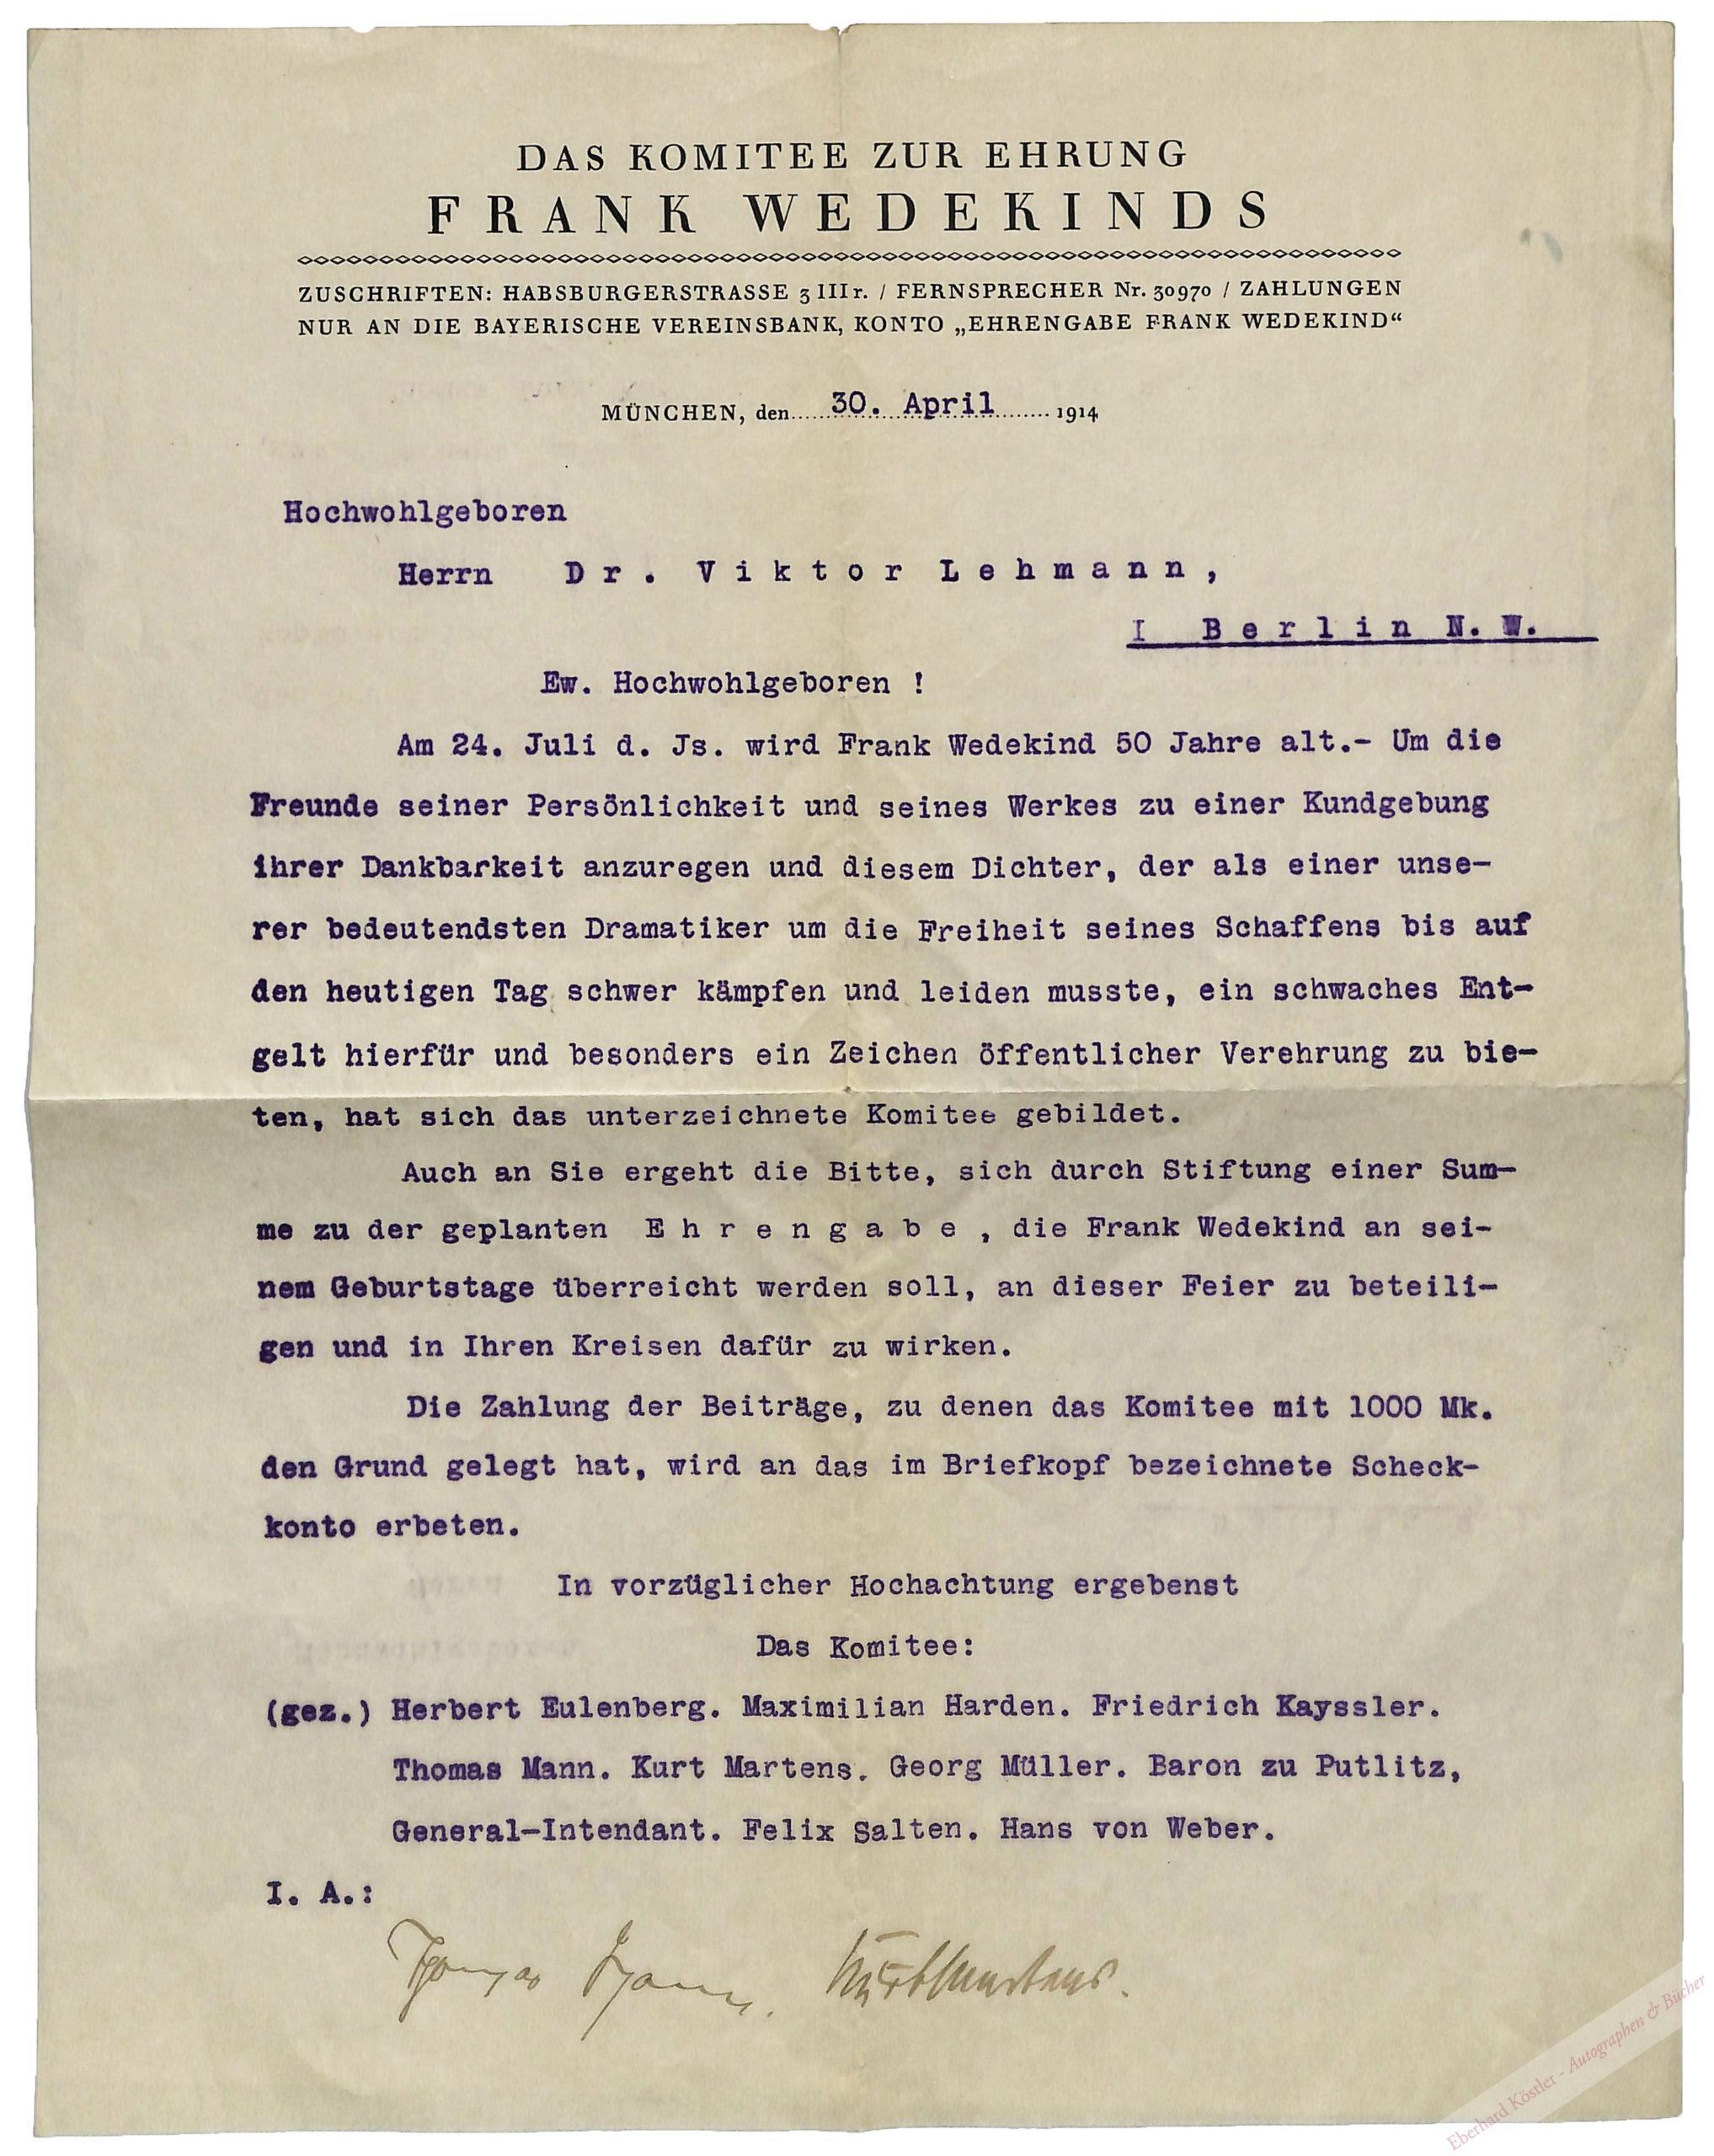 DAS KOMITEE ZUR EHRUNG
FRANK WEDEKINDS
ZUSCHRIFTEN: HABSBURGERSTRASSE 3 III r. / FERNSPRECHER Nr. 30970 / ZAHLUNGEN
NUR AN DIE BAYERISCHE VEREINSBANK, KONTO „EHRENGABE FRANK WEDEKIND“
MÜNCHEN, den 30. April 1914
Hochwohlgeboren
Herrn Dr. Viktor Lehmann,
I Berlin N. W.
Ew. Hochwohlgeboren !
Am 24. Juli d. Js. wird Frank Wedekind 50 Jahre alt.- Um die
Freunde seiner Persönlichkeit und seines Werkes zu einer Kundgebung
ihrer Dankbarkeit anzuregen und diesem Dichter, der als einer unse-
rer bedeutendsten Dramatiker um die Freiheit seines Schaffens bis auf
den heutigen Tag schwer kämpfen und leiden musste, ein schwaches Ent-
gelt hierfür und besonders ein Zeichen öffentlicher Verehrung zu bie-
ten, hat sich das unterzeichnete Komitee gebildet.
Auch an Sie ergeht die Bitte, sich durch Stiftung einer Sum-
me zu der geplanten Ehrengabe, die Frank Wedekind an sei-
nem Geburtstage überreicht werden soll, an dieser Feier zu beteili-
gen und in Ihren Kreisen dafür zu wirken.
Die Zahlung der Beiträge, zu denen das Komitee mit 1000 Mk.
den Grund gelegt hat, wird an das im Briefkopf bezeichnete Scheck-
konto erbeten.
In vorzüglicher Hochachtung ergebenst
Das Komitee:
(gez.) Herbert Eulenberg. Maximilian Harden. Friedrich Kayssler.
Thomas Mann. Kurt Martens. Georg Müller. Baron zu Putlitz,
General-Intendant. Felix Salten. Hans von Weber.
I. A.:
Thomas Mann. Kurt Martens.
Eberhard Köstler - Autographen & Bücher